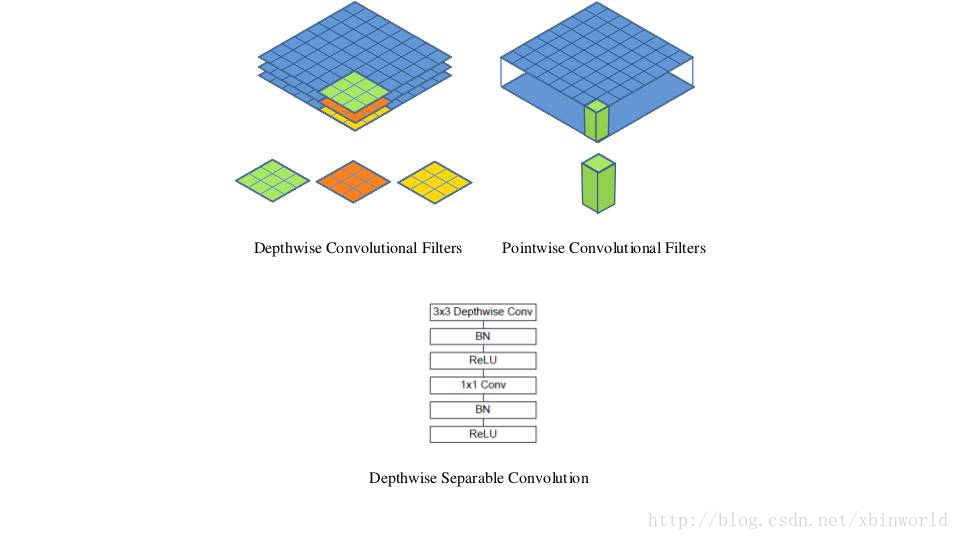 Depthwise Convolutional Filters
Pointwise Convolutional Filters
3x3 Depthwise Conv
BN
ReLU
1x1 Conv
BN
ReLU
Depthwise Separable Convolution
http://blog.csdn.net/xbinworld